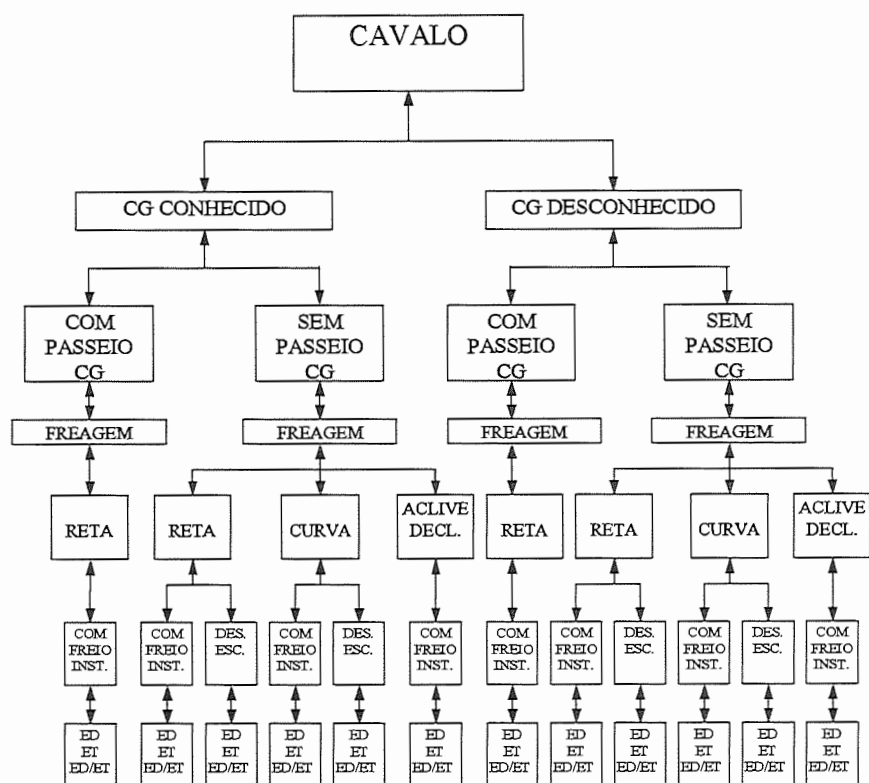 CAVALO
CG CONHECIDO
CG DESCONHECIDO
COM
PASSEIO
CG
SEM
PASSEIO
CG
COM
PASSEIO
CG
SEM
PASSEIO
CG
FREAGEM
FREAGEM
FREAGEM
FREAGEM
RETA
RETA
CURVA
ACLIVE
DECL.
RETA
RETA
CURVA
ACLIVE
DECL.
COM
FREIO
INST.
COM
FREIO
INST.
DES.
ESC.
COM
FREIO
INST.
DES.
ESC.
COM
FREIO
INST.
COM
FREIO
INST.
COM
FREIO
INST.
DES.
ESC.
COM
FREIO
INST.
DES.
ESC.
COM
FREIO
INST.
ED
ET
ED/ET
ED
ET
ED/ET
ED
ET
ED/ET
ED
ET
ED/ET
ED
ET
ED/ET
ED
ET
ED/ET
ED
ET
ED/ET
ED
ET
ED/ET
ED
ET
ED/ET
ED
ET
ED/ET
ED
ET
ED/ET
ED
ET
ED/ET